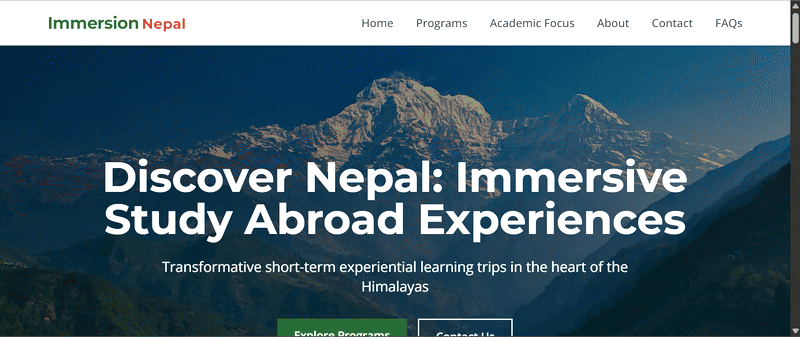 Immersion Nepal
Home Programs Academic Focus About Contact FAQs
Discover Nepal: Immersive
Study Abroad Experiences
Transformative short-term experiential learning trips in the heart of the
Himalayas
Explore Programs Contact Us